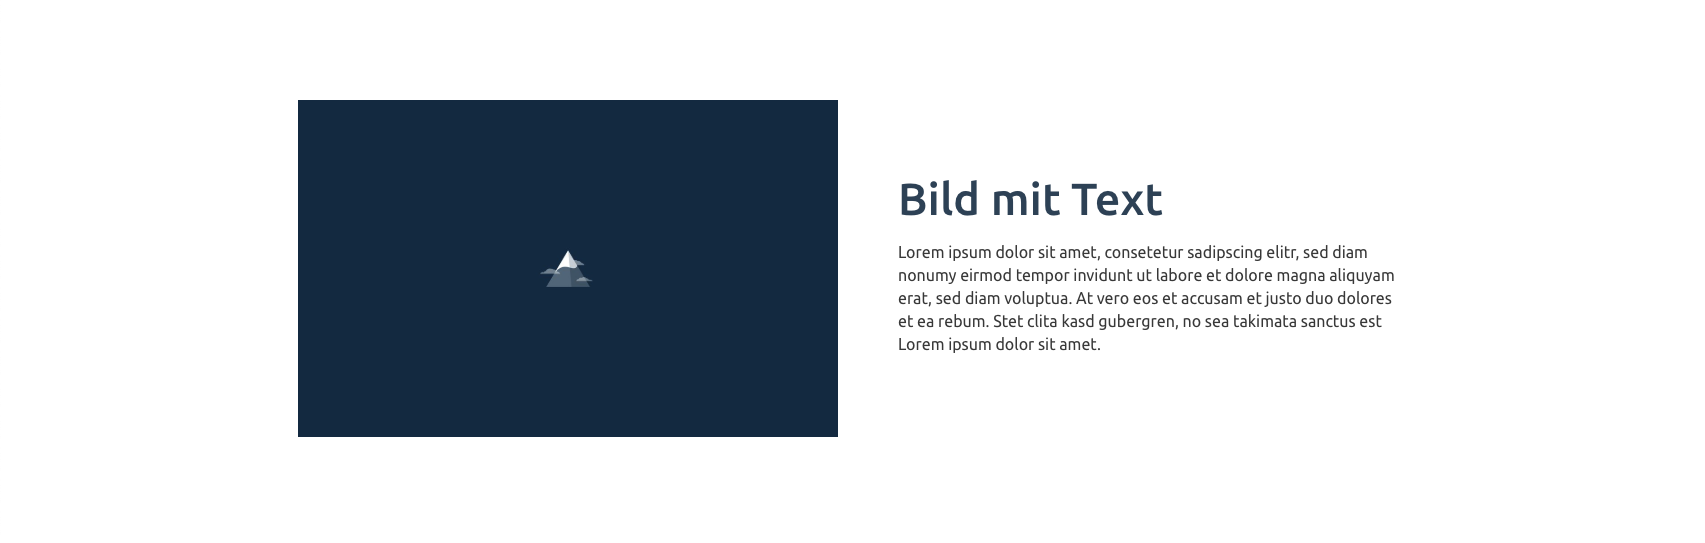 Bild mit Text
Lorem ipsum dolor sit amet, consetetur sadipscing elitr, sed diam
nonumy eirmod tempor invidunt ut labore et dolore magna aliquyam
erat, sed diam voluptua. At vero eos et accusam et justo duo dolores
et ea rebum. Stet clita kasd gubergren, no sea takimata sanctus est
Lorem ipsum dolor sit amet.